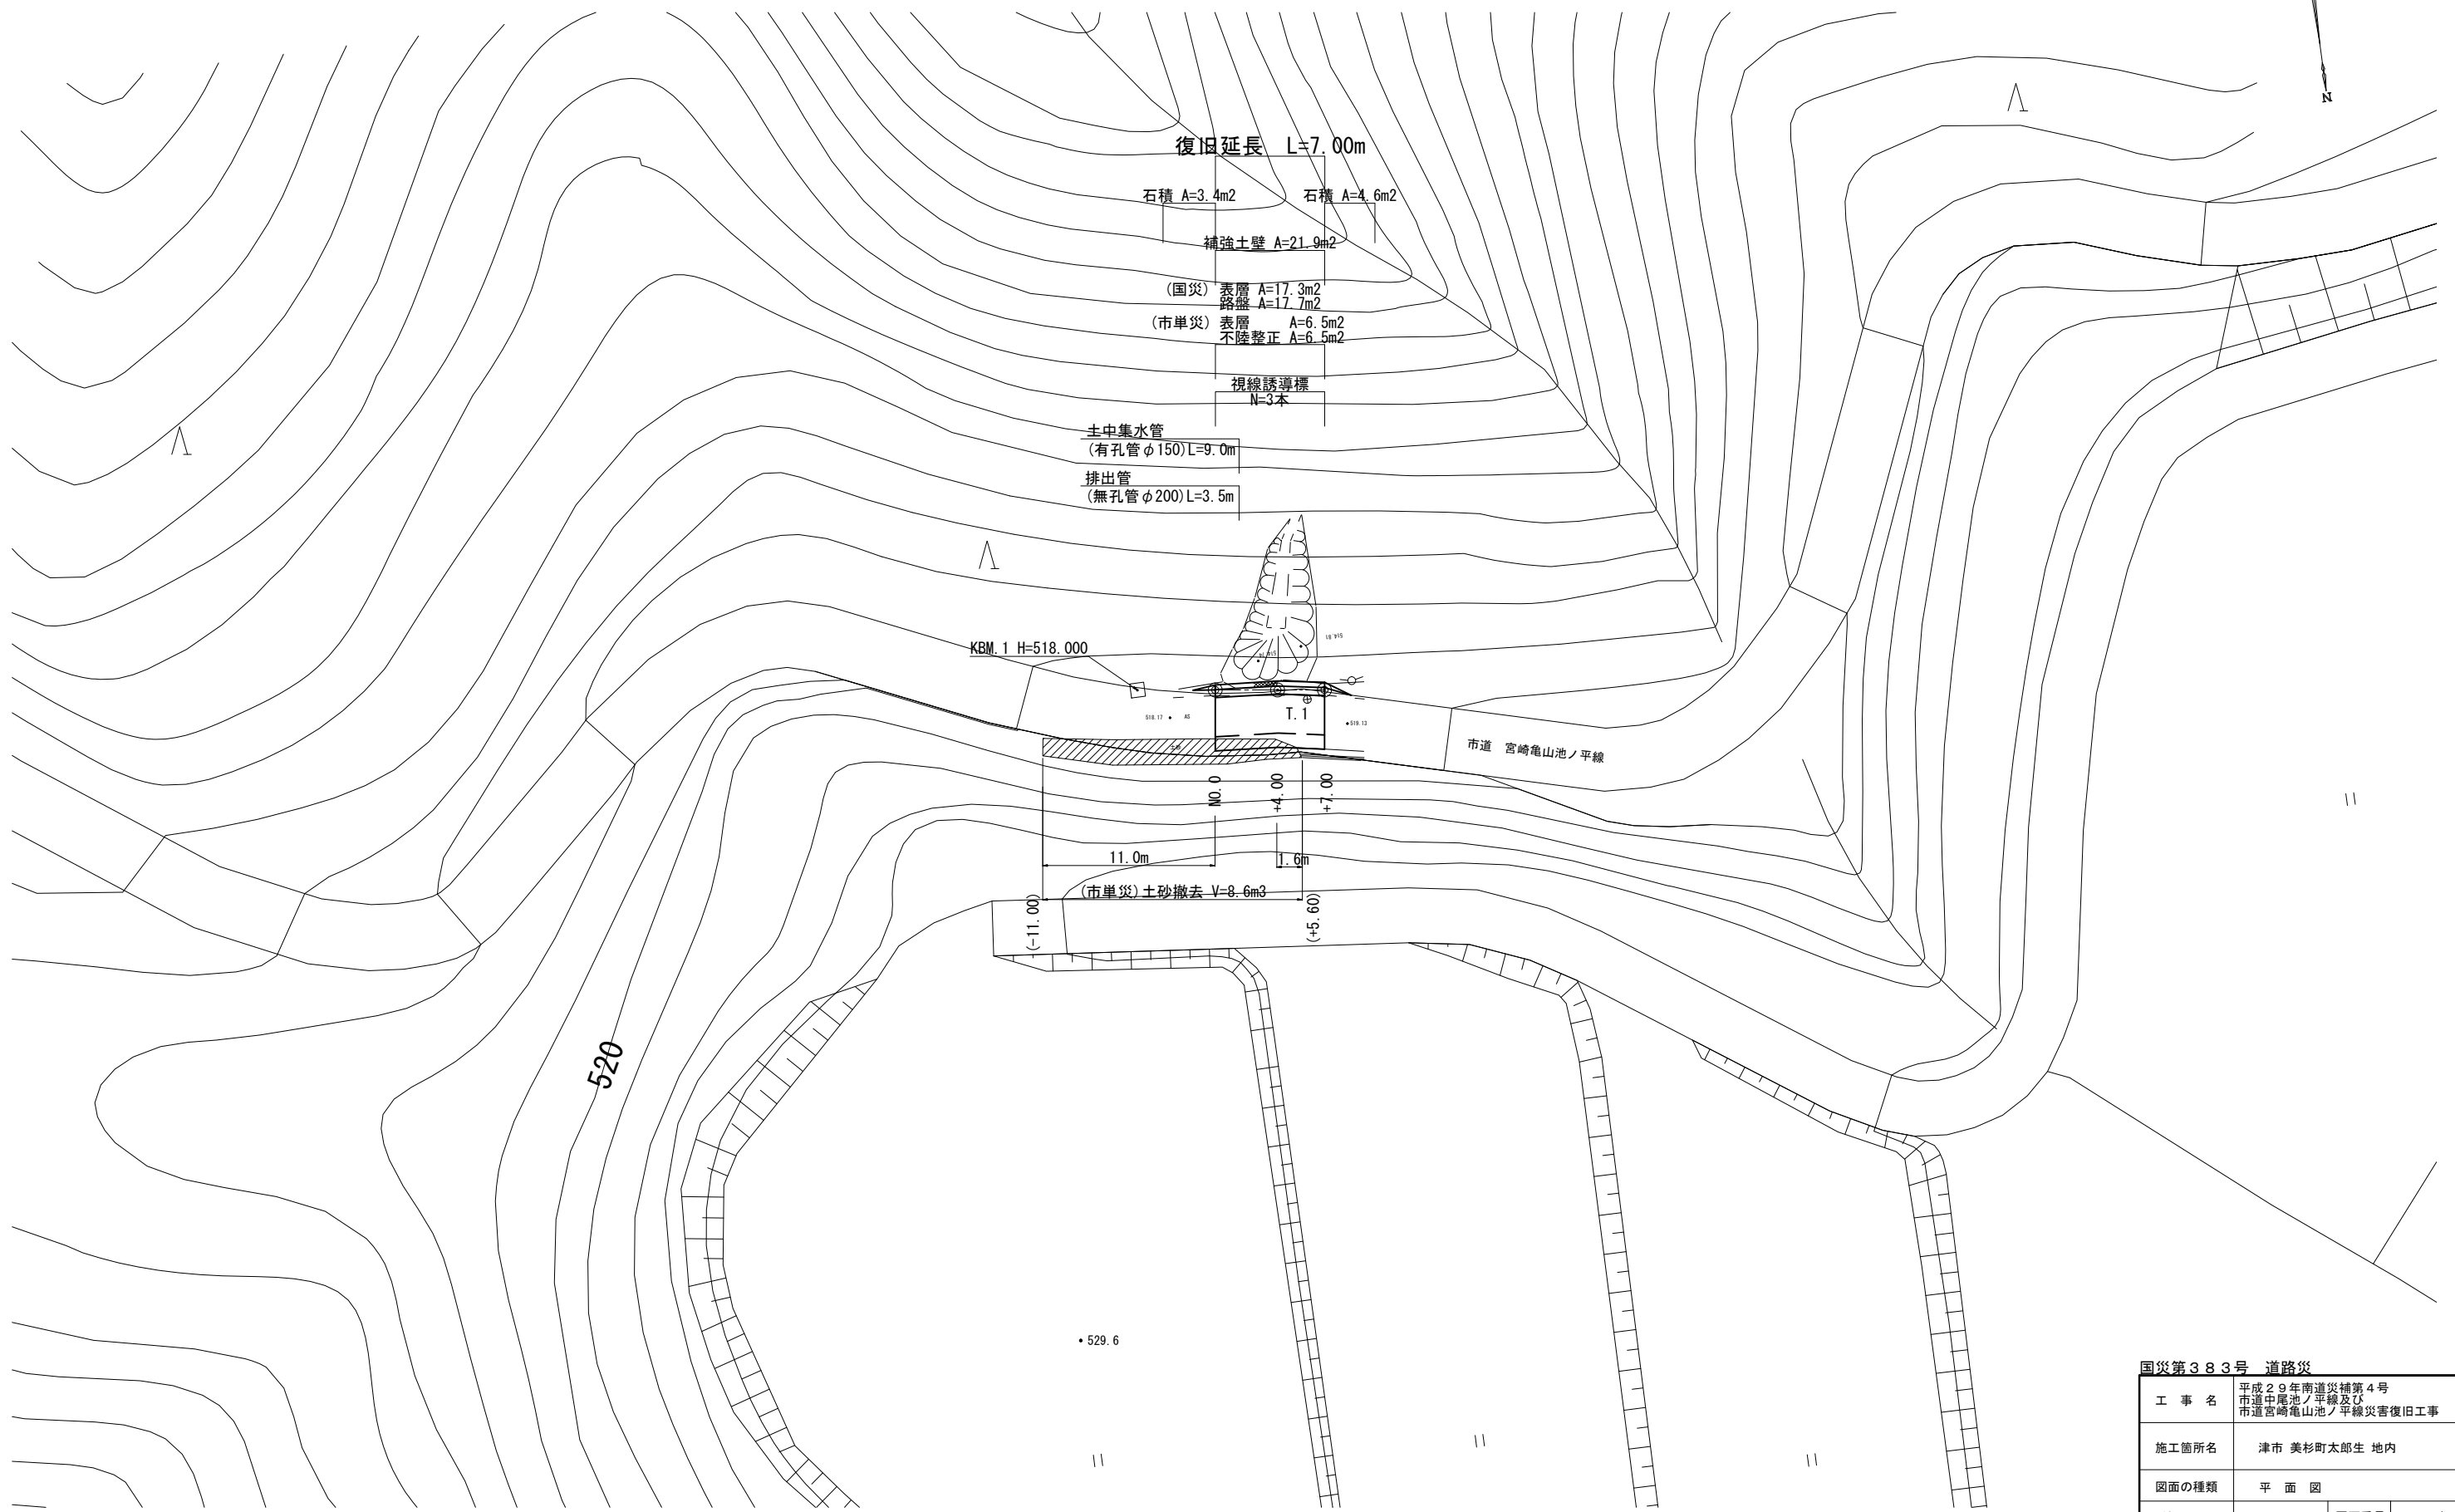 N
復旧延長　L=7.00m
石積 A=3.4m2
石積 A=4.6m2
補強土壁 A=21.9m2
(国災) 表層 A=17.3m2
路盤 A=17.7m2
(市単災) 表層　　A=6.5m2
不陸整正 A=6.5m2
視線誘導標
N=3本
土中集水管
(有孔管φ150)L=9.0m
排出管
(無孔管φ200)L=3.5m
514.61
KBM.1 H=518.000
518.17
AS
T.1
519.13
市道　宮崎亀山池ノ平線
NO.0
+4.00
+7.00
11.0m
1.6m
(市単災)土砂撤去 V=8.6m3
(-11.00)
(+5.60)
520
529.6
国災第３８３号　道路災
工　事　名
平成２９年南道災補第４号
市道中尾池ノ平線及び
市道宮崎亀山池ノ平線災害復旧工事
施工箇所名
津市 美杉町太郎生 地内
図面の種類
平　面　図